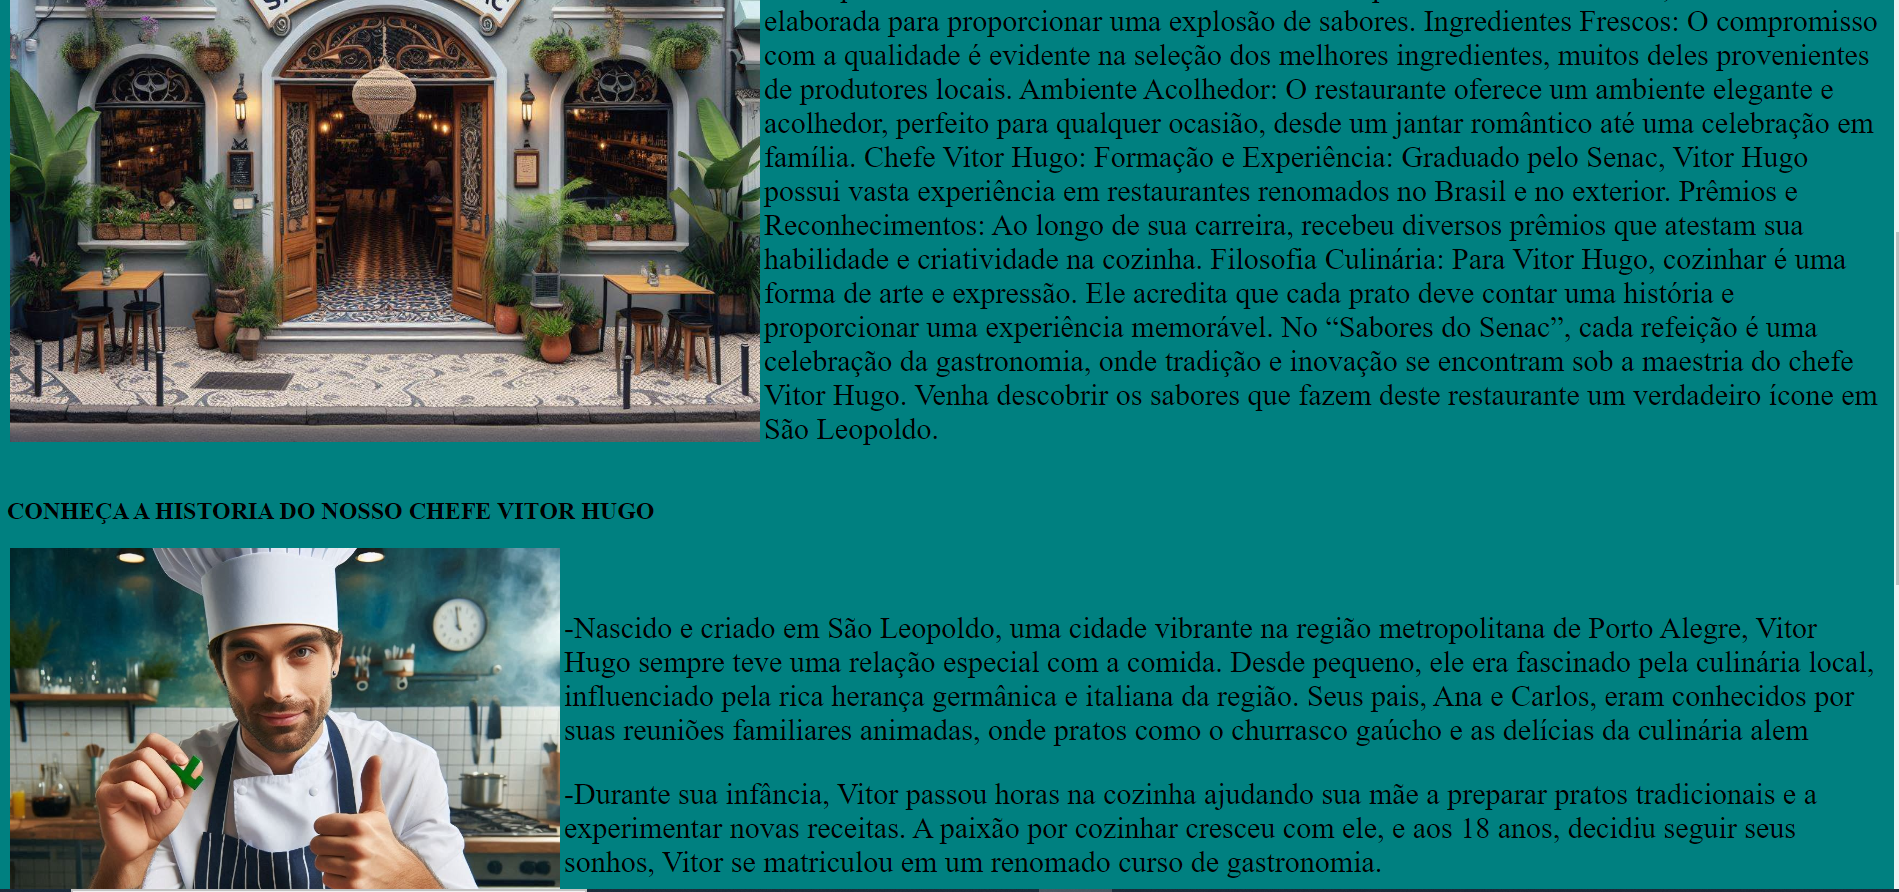 elaborada para proporcionar uma explosão de sabores. Ingredientes Frescos: O compromisso
com a qualidade é evidente na seleção dos melhores ingredientes, muitos deles provenientes
de produtores locais. Ambiente Acolhedor: O restaurante oferece um ambiente elegante e
acolhedor, perfeito para qualquer ocasião, desde um jantar romântico até uma celebração em
família. Chefe Vitor Hugo: Formação e Experiência: Graduado pelo Senac, Vitor Hugo
possui vasta experiência em restaurantes renomados no Brasil e no exterior. Prêmios e
Reconhecimentos: Ao longo de sua carreira, recebeu diversos prêmios que atestam sua
habilidade e criatividade na cozinha. Filosofia Culinária: Para Vitor Hugo, cozinhar é uma
forma de arte e expressão. Ele acredita que cada prato deve contar uma história e
proporcionar uma experiência memorável. No “Sabores do Senac”, cada refeição é uma
celebração da gastronomia, onde tradição e inovação se encontram sob a maestria do chefe
Vitor Hugo. Venha descobrir os sabores que fazem deste restaurante um verdadeiro ícone em
São Leopoldo.
CONHEÇA A HISTORIA DO NOSSO CHEFE VITOR HUGO
-Nascido e criado em São Leopoldo, uma cidade vibrante na região metropolitana de Porto Alegre, Vitor
Hugo sempre teve uma relação especial com a comida. Desde pequeno, ele era fascinado pela culinária local,
influenciado pela rica herança germânica e italiana da região. Seus pais, Ana e Carlos, eram conhecidos por
suas reuniões familiares animadas, onde pratos como o churrasco gaúcho e as delícias da culinária alem
-Durante sua infância, Vitor passou horas na cozinha ajudando sua mãe a preparar pratos tradicionais e a
experimentar novas receitas. A paixão por cozinhar cresceu com ele, e aos 18 anos, decidiu seguir seus
sonhos, Vitor se matriculou em um renomado curso de gastronomia.